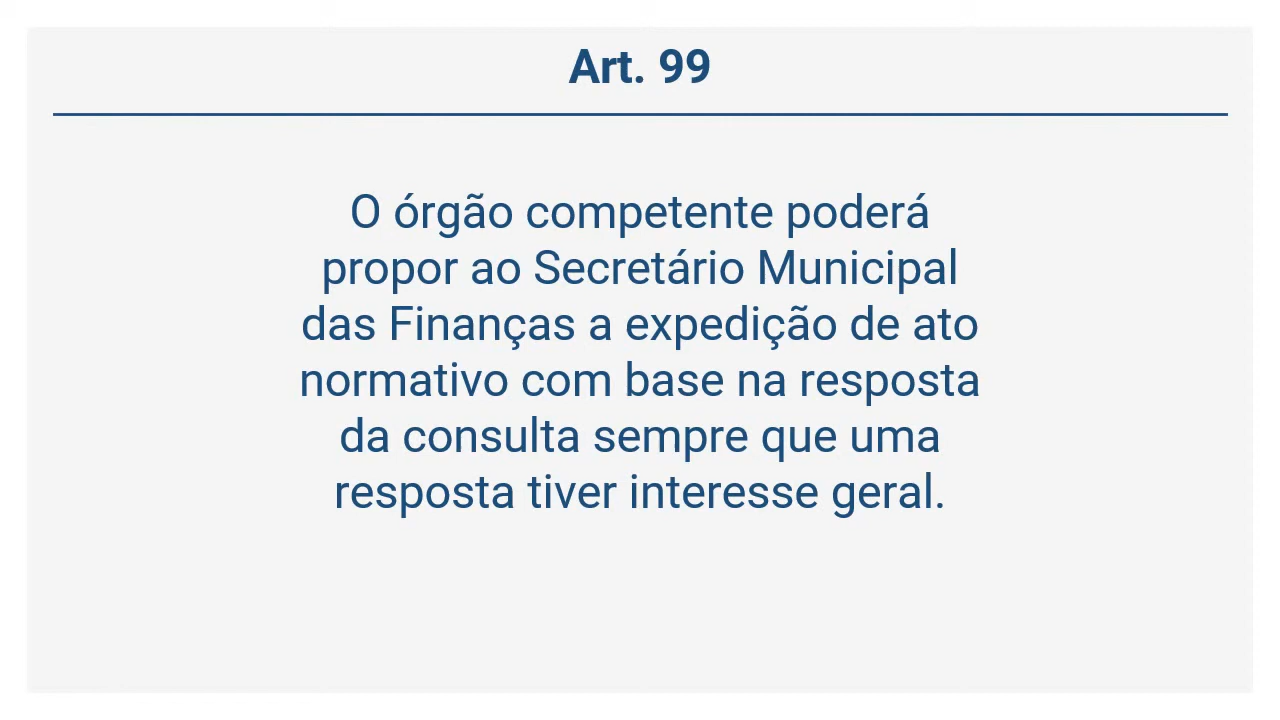 Art. 99
O órgão competente poderá
propor ao Secretário Municipal
das Finanças a expedição de ato
normativo com base na resposta
da consulta sempre que uma
resposta tiver interesse geral.